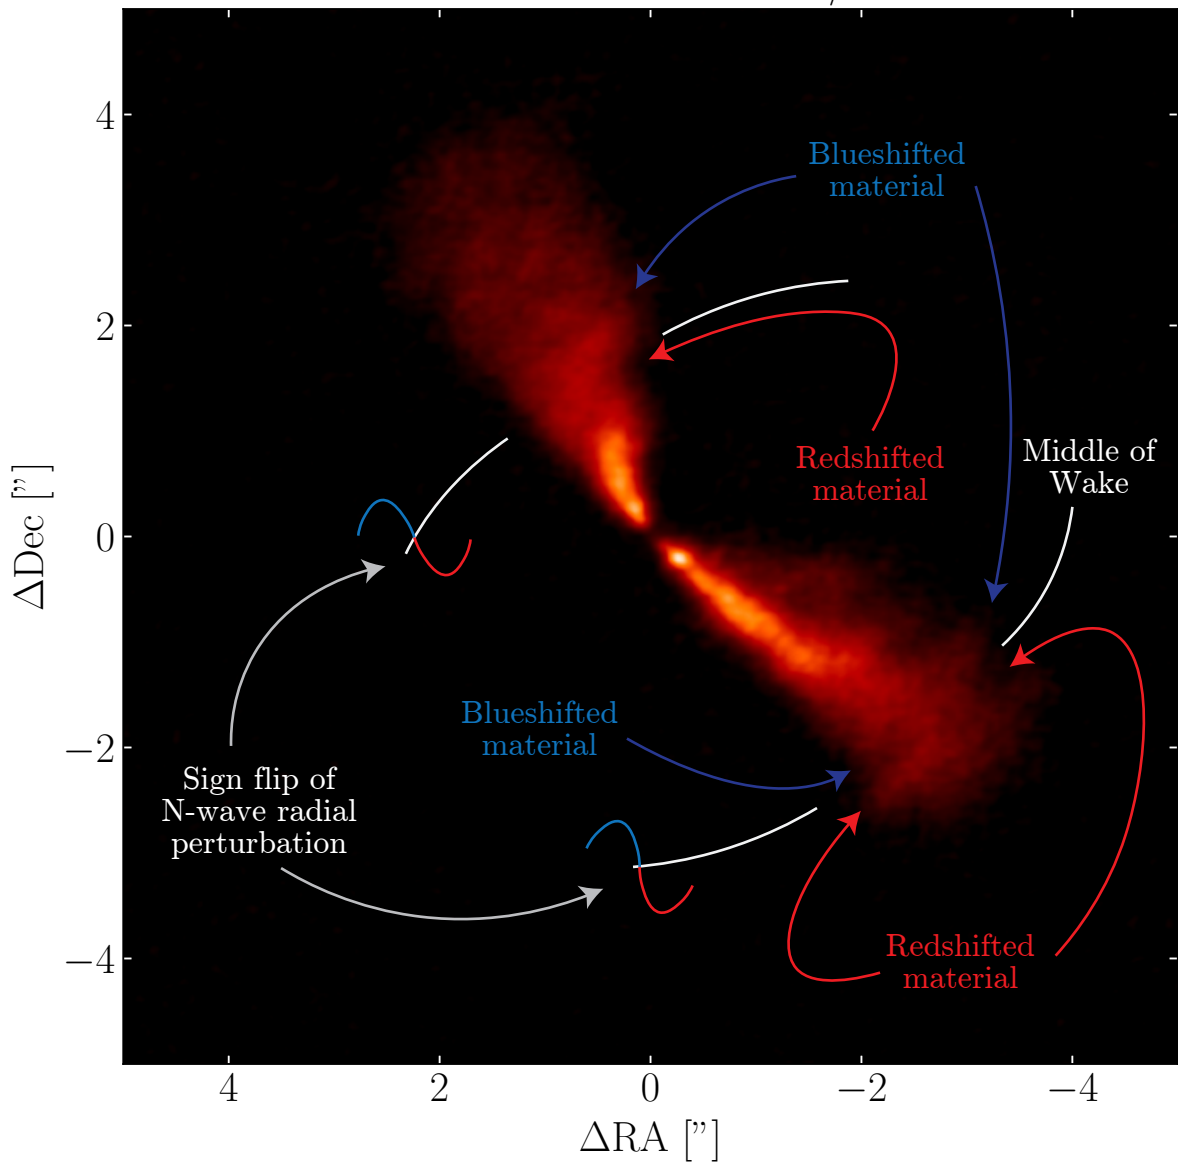 Blueshifted
material
Redshifted
material
Middle of
Wake
Blueshifted
material
Sign flip of
N-wave radial
perturbation
Redshifted
material
4
2
0
−2
−4
ΔDec [”]
4
2
0
−2
−4
ΔRA [”]